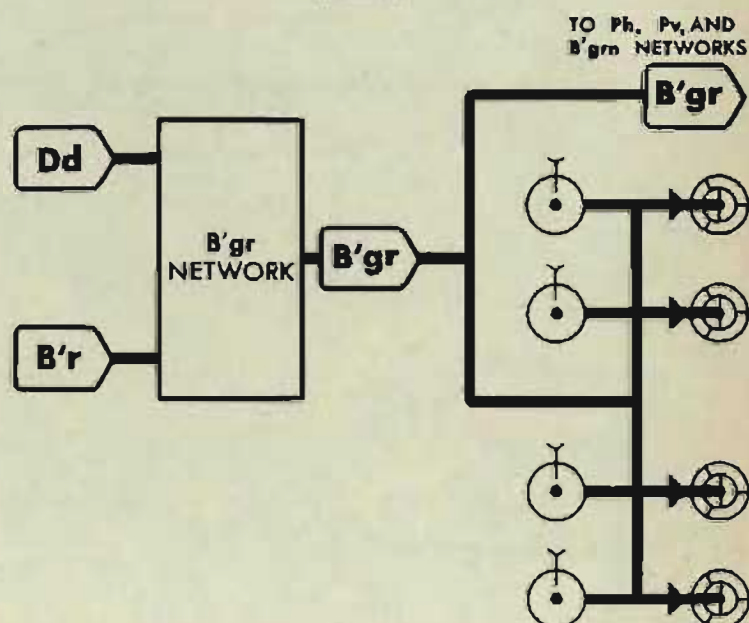 TO Ph, Pv, AND
B'grn NETWORKS
B'gr
Dd
B'gr
NETWORK
B'gr
B'r